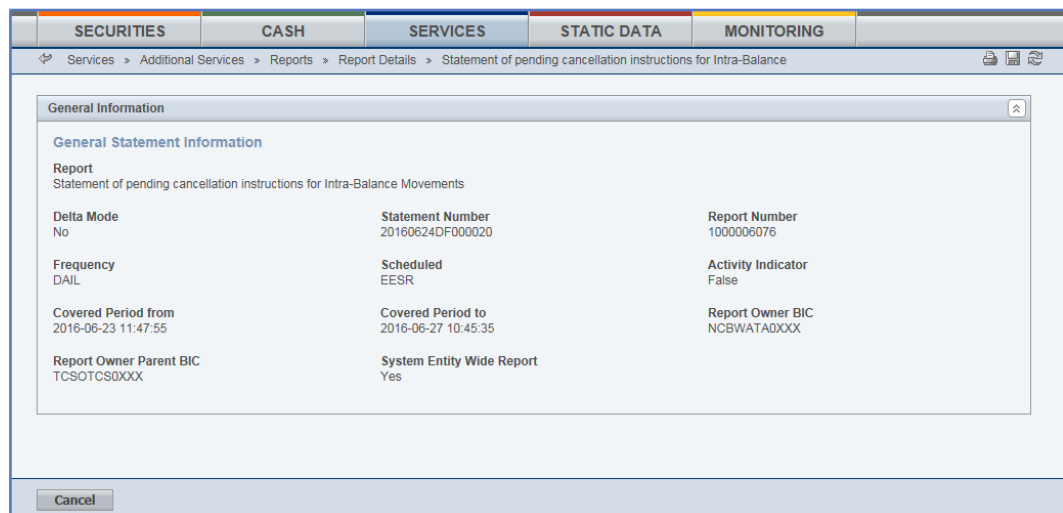 SECURITIES CASH SERVICES STATIC DATA MONITORING
Services » Additional Services » Reports » Report Details » Statement of pending cancellation instructions for Intra-Balance
General Information
General Statement Information
Report
Statement of pending cancellation instructions for Intra-Balance Movements
Delta Mode Statement Number Report Number
No 20160624DF000020 1000006076
Frequency Scheduled Activity Indicator
DAIL EESR False
Covered Period from Covered Period to Report Owner BIC
2016-06-23 11:47:55 2016-06-27 10:45:35 NCBWATA0XXX
Report Owner Parent BIC System Entity Wide Report
TCSOTCS0XXX Yes
Cancel